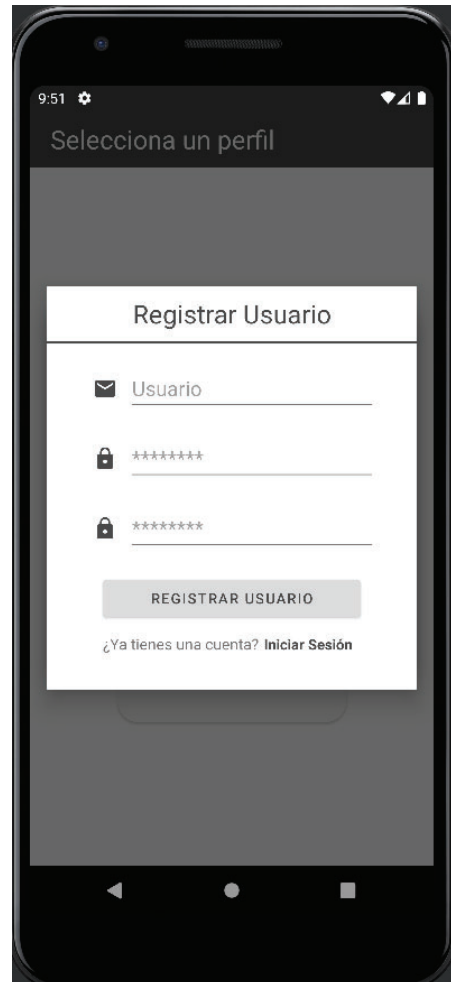 9:51
Selecciona un perfil
Registrar Usuario
Usuario
********
********
REGISTRAR USUARIO
¿Ya tienes una cuenta? Iniciar Sesión